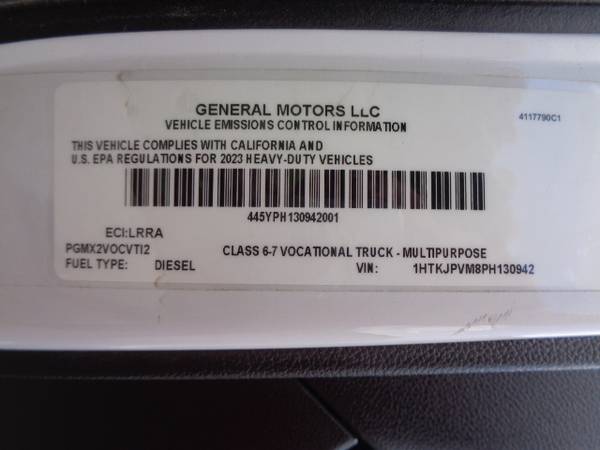 GENERAL MOTORS LLC
4117790C1
VEHICLE EMISSIONS CONTROL INFORMATION
THIS VEHICLE COMPLIES WITH CALIFORNIA AND
U.S. EPA REGULATIONS FOR 2023 HEAVY-DUTY VEHICLES
445YPH130942001
ECI:LRRA
PGMX2VOCVTI2
CLASS 6-7 VOCATIONAL TRUCK - MULTIPURPOSE
FUEL TYPE: DIESEL VIN: 1HTKJPVM8PH130942